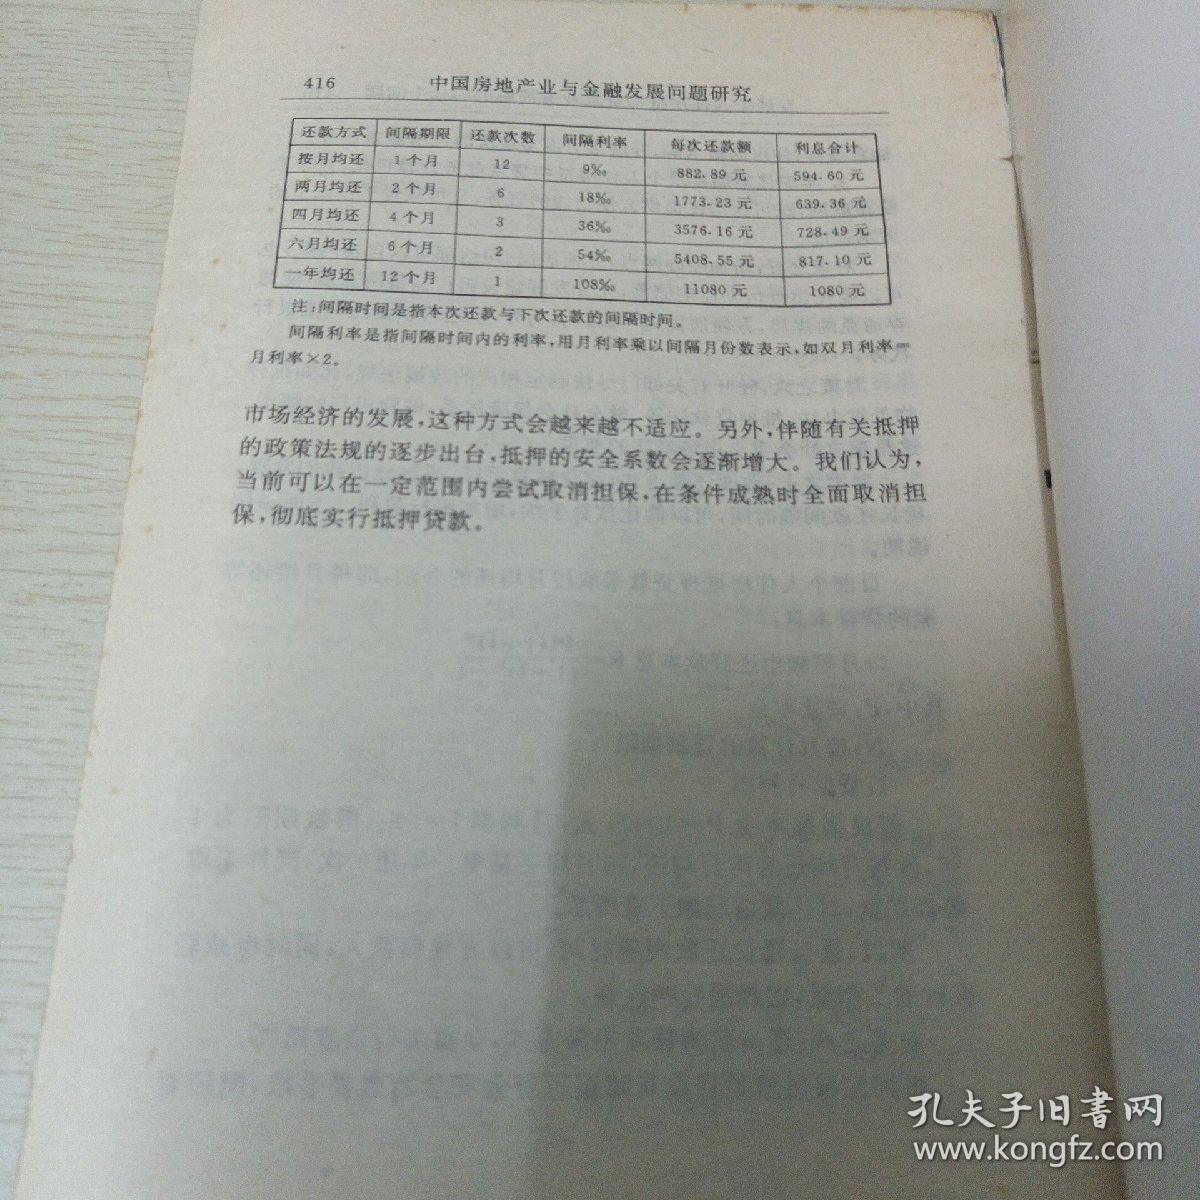 416 中国房地产业与金融发展问题研究
还款方式 间隔期限 还款次数 间隔利率 每次还款额 利息合计
按月均还 1个月 12 9‰ 882.89元 594.60元
两月均还 2个月 6 18‰ 1773.23元 639.36元
四月均还 4个月 3 36‰ 3576.16元 728.49元
六月均还 6个月 2 54‰ 5408.55元 817.10元
一年均还 12个月 1 108‰ 11080元 1080元
注:间隔时间是指本次还款与下次还款的间隔时间。
间隔利率是指间隔时间内的利率,用月利率乘以间隔月份数表示,如双月利率=
月利率×2。
市场经济的发展,这种方式会越来越不适应。另外,伴随有关抵押
的政策法规的逐步出台,抵押的安全系数会逐渐增大。我们认为,
当前可以在一定范围内尝试取消担保,在条件成熟时全面取消担
保,彻底实行抵押贷款。
孔夫子旧书网
www.kongfz.com